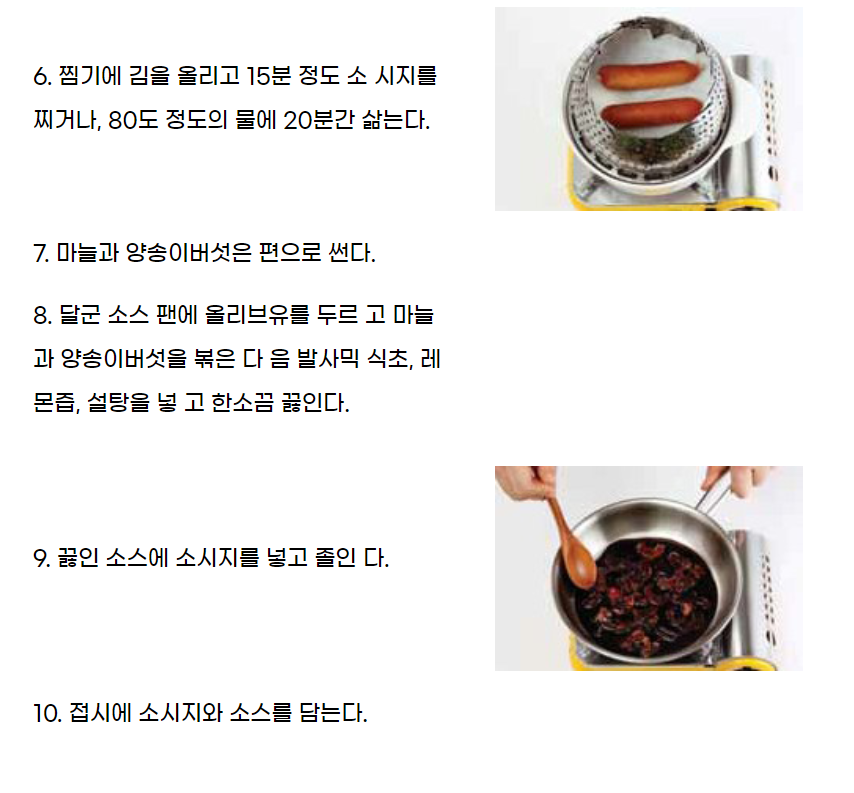 6. 찜기에 김을 올리고 15분 정도 소 시지를
찌거나, 80도 정도의 물에 20분간 삶는다.
7. 마늘과 양송이버섯은 편으로 썬다.
8. 달군 소스 팬에 올리브유를 두르 고 마늘
과 양송이버섯을 볶은 다 음 발사믹 식초, 레
몬즙, 설탕을 넣 고 한소끔 끓인다.
9. 끓인 소스에 소시지를 넣고 졸인 다.
10. 접시에 소시지와 소스를 담는다.